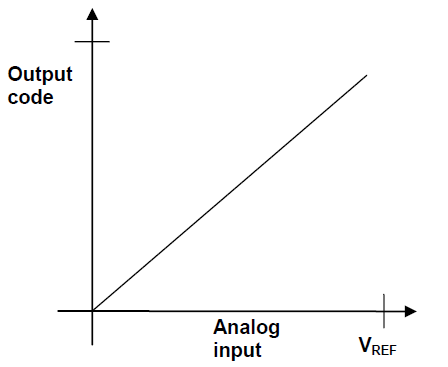 Output
code
Analog
input
VREF